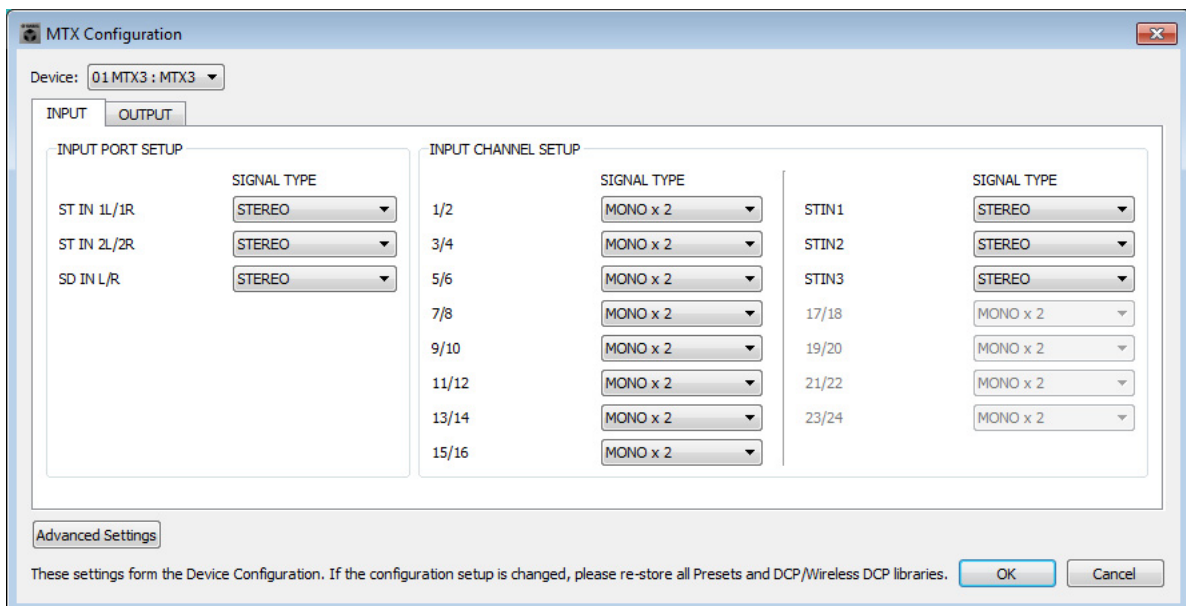 MTX Configuration
Device: 01 MTX3 : MTX3
INPUT OUTPUT
INPUT PORT SETUP
SIGNAL TYPE
ST IN 1L/1R STEREO
ST IN 2L/2R STEREO
SD IN L/R STEREO
INPUT CHANNEL SETUP
SIGNAL TYPE
1/2 MONO x 2
3/4 MONO x 2
5/6 MONO x 2
7/8 MONO x 2
9/10 MONO x 2
11/12 MONO x 2
13/14 MONO x 2
15/16 MONO x 2
SIGNAL TYPE
STIN1 STEREO
STIN2 STEREO
STIN3 STEREO
17/18 MONO x 2
19/20 MONO x 2
21/22 MONO x 2
23/24 MONO x 2
Advanced Settings
These settings form the Device Configuration. If the configuration setup is changed, please re-store all Presets and DCP/Wireless DCP libraries. OK Cancel